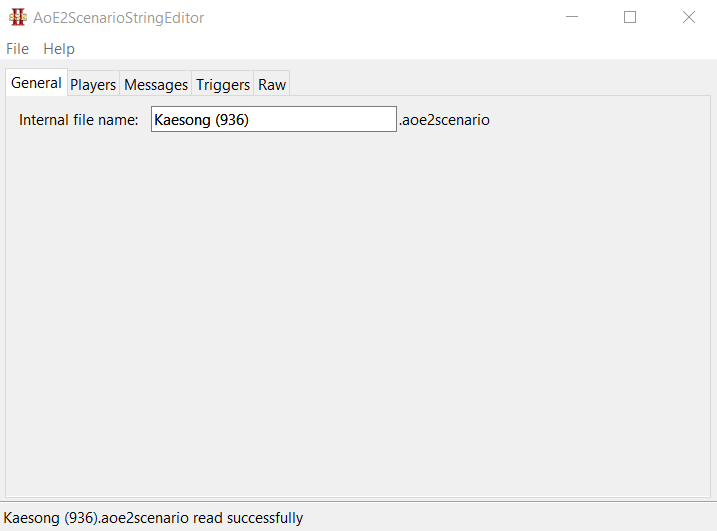 AoE2ScenarioStringEditor
File Help
General Players Messages Triggers Raw
Internal file name: Kaesong (936) .aoe2scenario
Kaesong (936).aoe2scenario read successfully